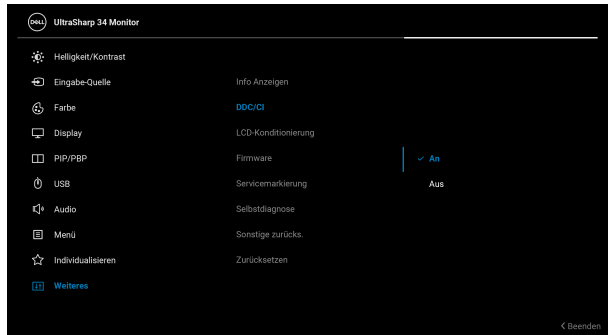 DELL UltraSharp 34 Monitor
Helligkeit/Kontrast
Eingabe-Quelle Info Anzeigen
Farbe DDC/CI
Display LCD-Konditionierung
PIP/PBP Firmware An
USB Servicemarkierung Aus
Audio Selbstdiagnose
Menü Sonstige zurücks.
Individualisieren Zurücksetzen
Weiteres
Beenden